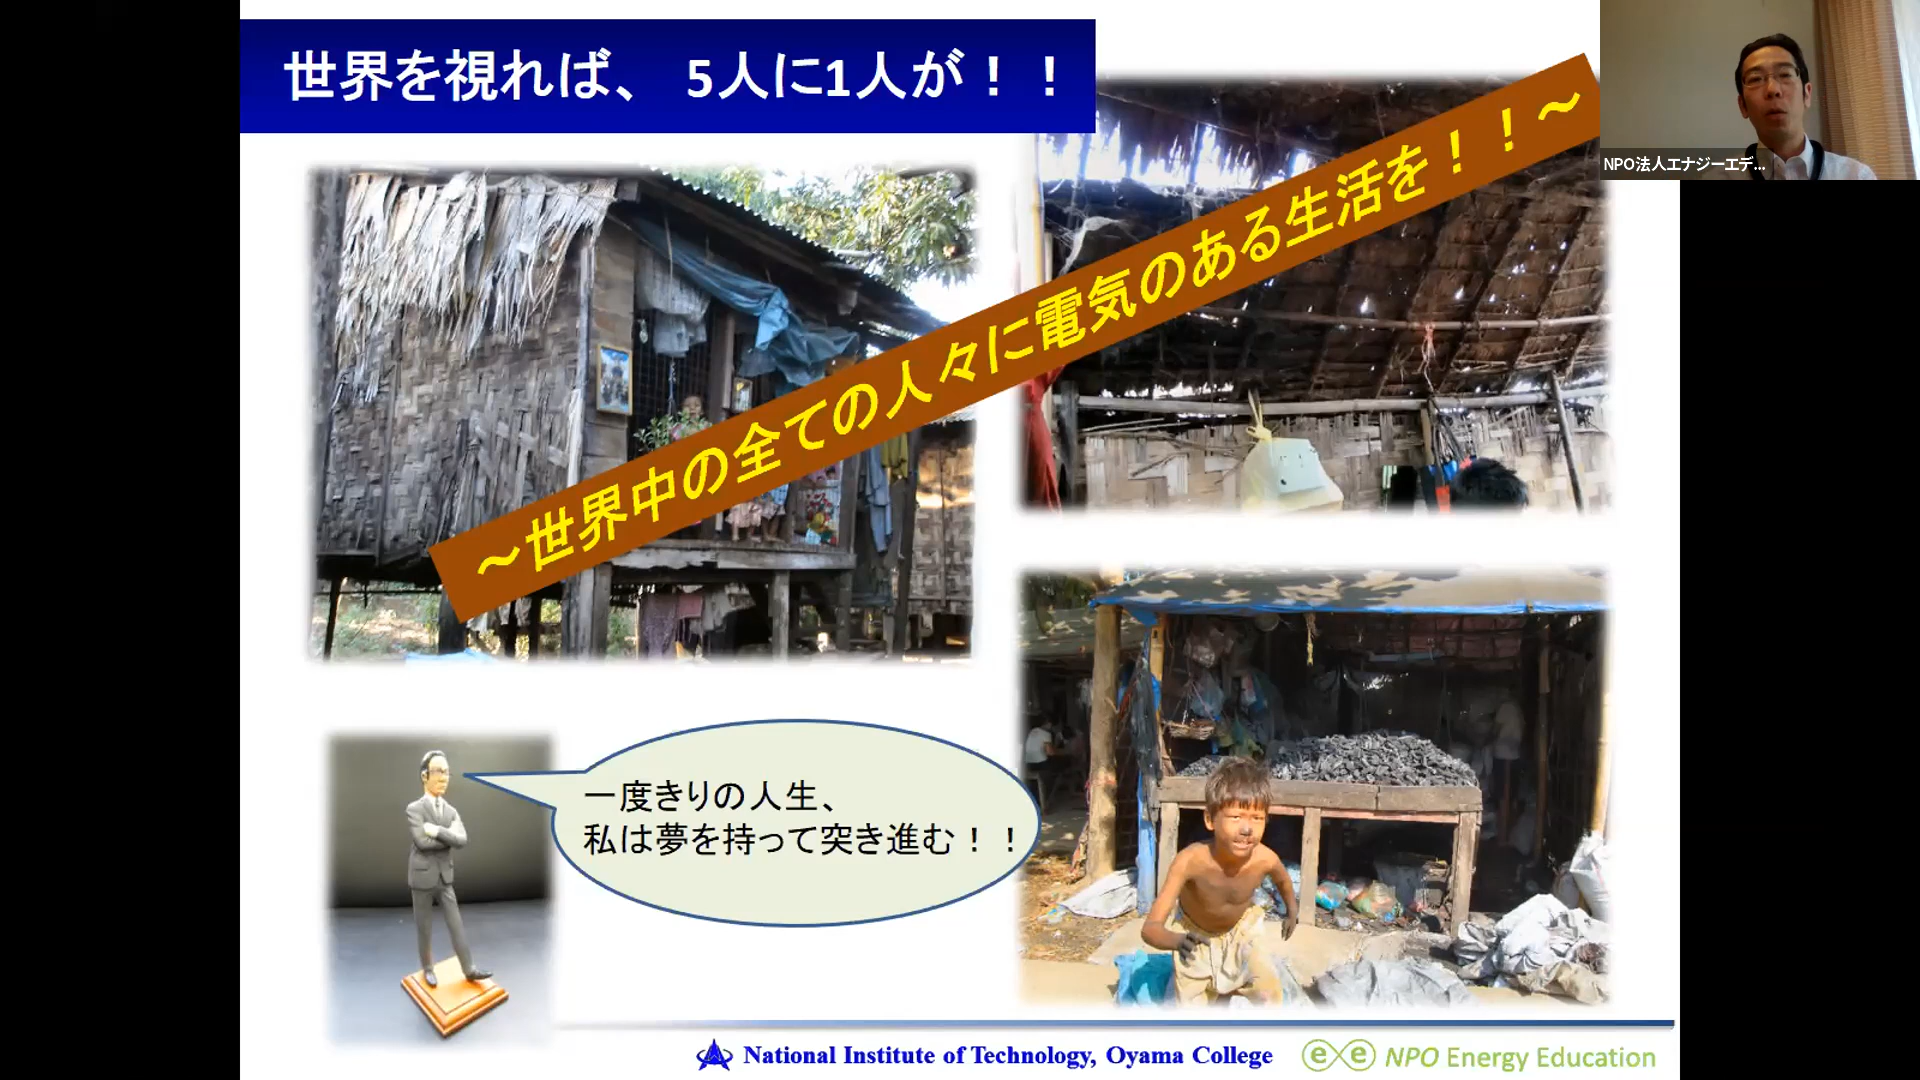 世界を視れば、 5人に1人が！！
～世界中の全ての人々に電気のある生活を！！～
NPO法人エナジーエデ...
一度きりの人生、
私は夢を持って突き進む！！
National Institute of Technology, Oyama College
exe NPO Energy Education